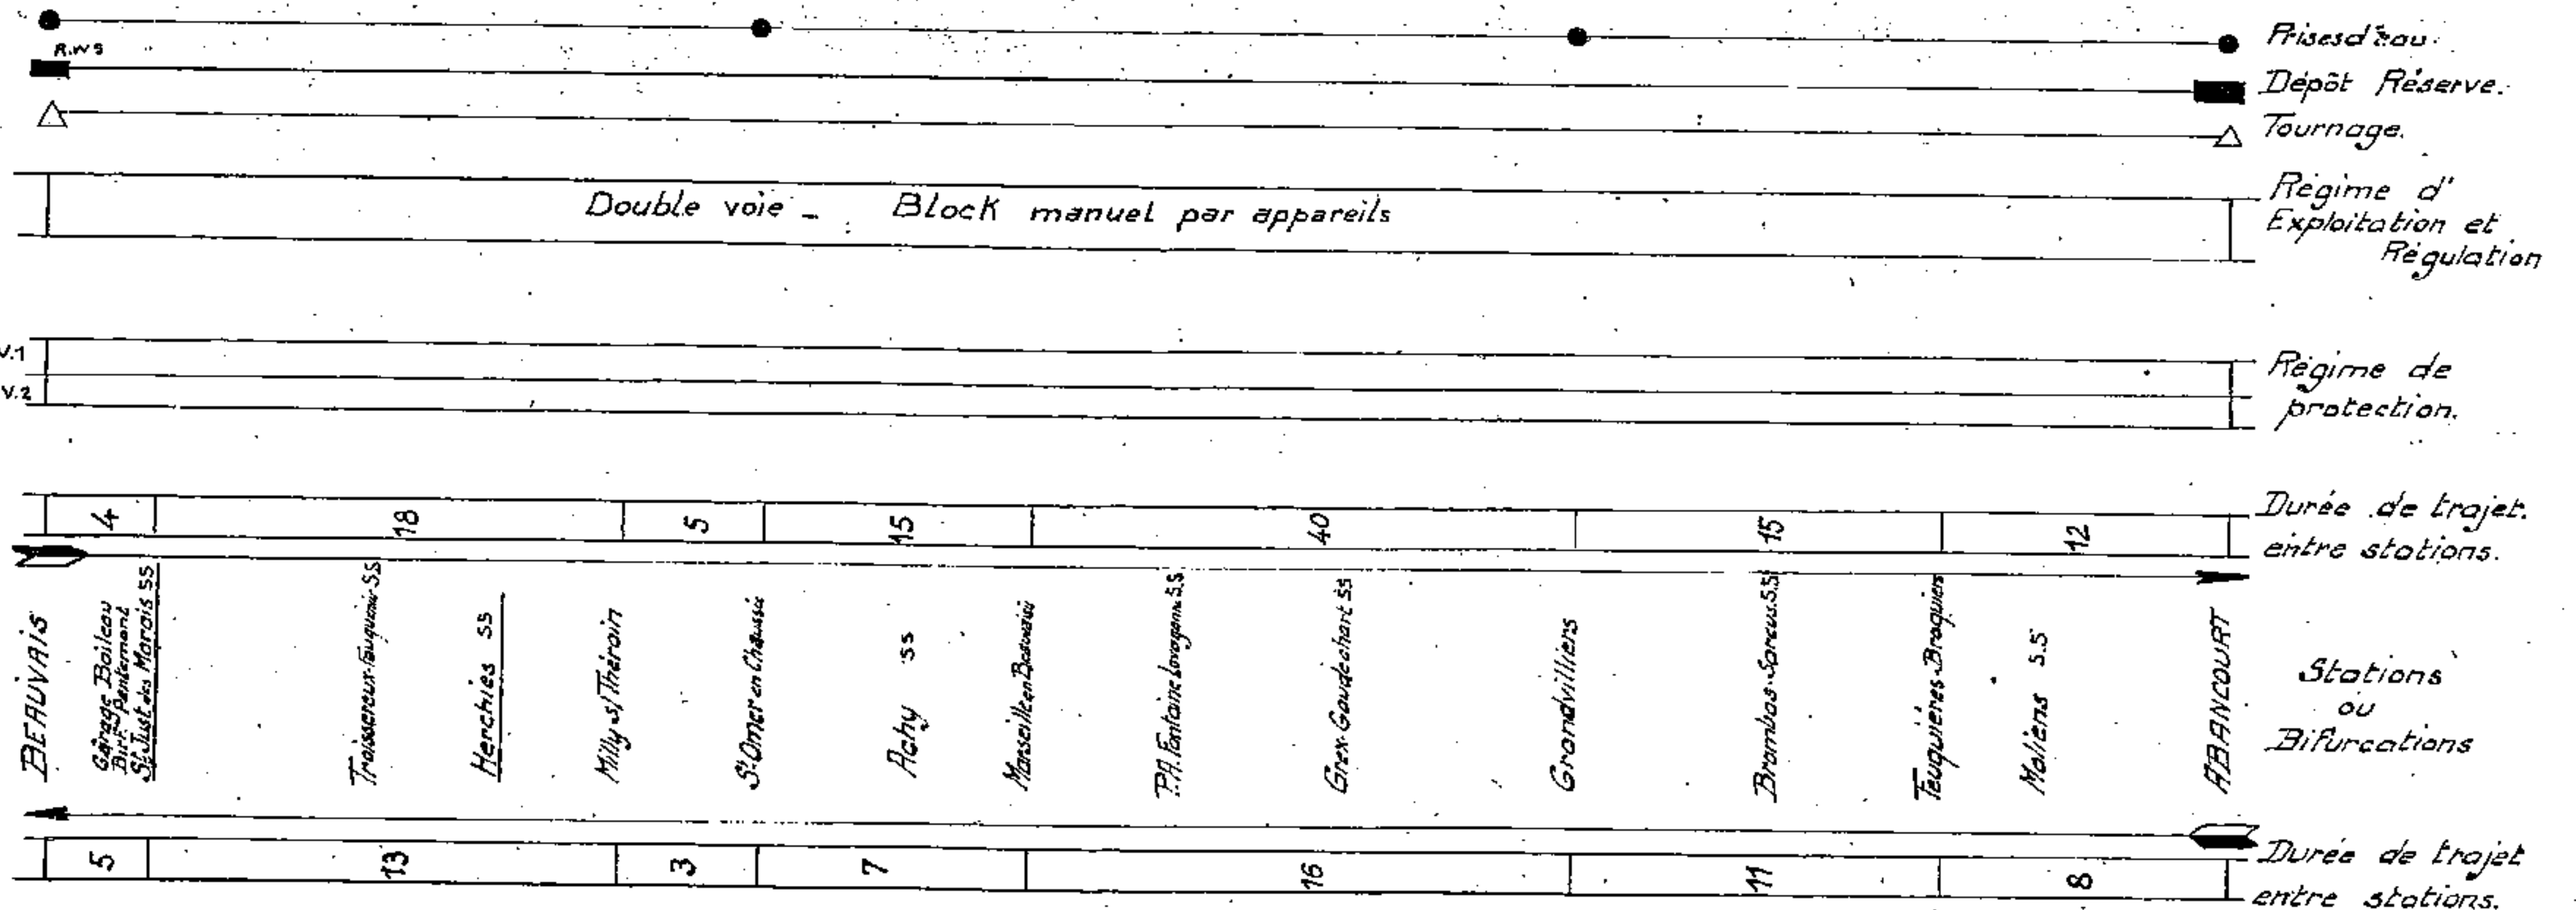 Prises d'eau
R.W.S
Dépôt Réserve.
Tournage.
Régime d'
Exploitation et
Régulation
Double voie - Block manuel par appareils
V.1
V.2
Régime de
protection.
4 18 5 15 40 15 12
Durée de trajet.
entre stations.
BEAUVAIS
Garage Boileau
Bif. Pentemont
St Just des Marais SS
Troissereux-Fouquenies SS
Herchies SS
Milly s/ Thérain
St Omer en Chaussée
Achy SS
Marseille en Beauvaisis
P.A. Fontaine Lavaganne S.S
Grez-Gaudechart SS
Grandvilliers
Brombos-Sarcus S.S
Feuquières-Broquiers
Moliens S.S
ABANCOURT
Stations
ou
Bifurcations
5 13 3 7 16 11 8
Durée de trajet
entre stations.